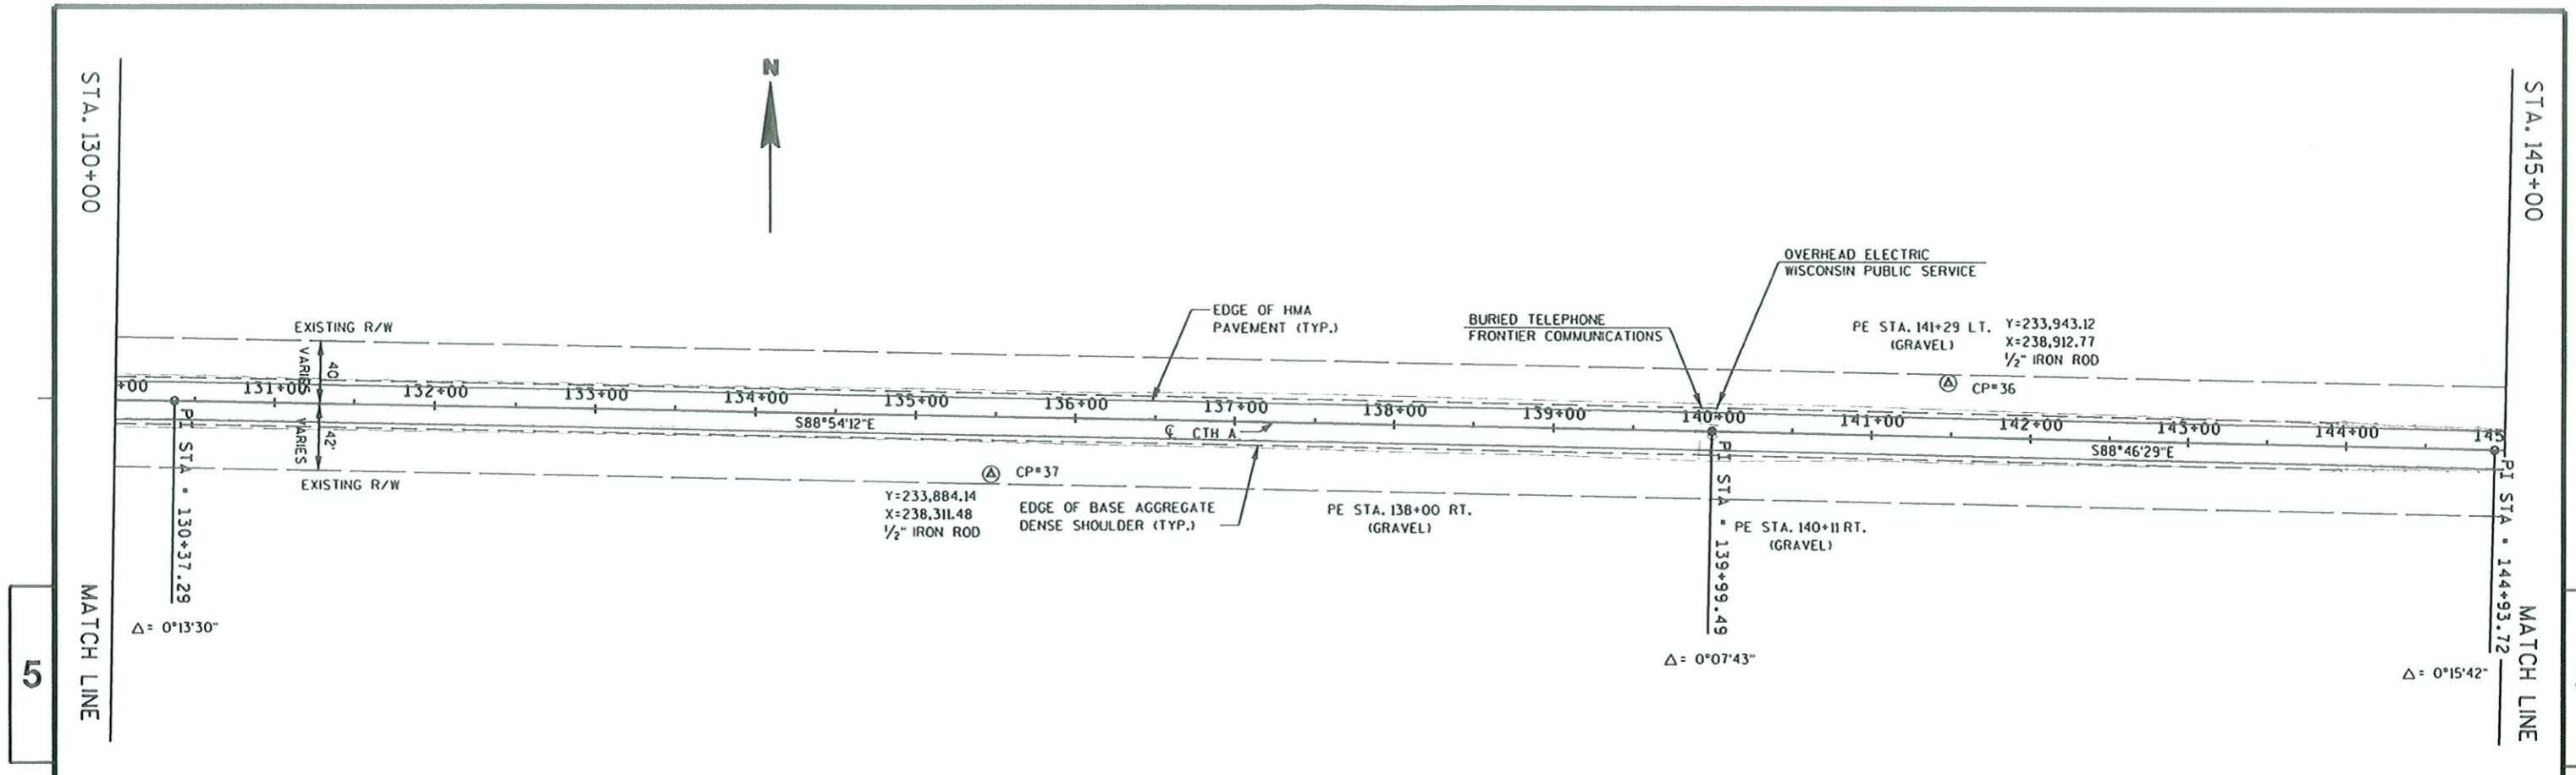 N
STA. 130+00
STA. 145+00
OVERHEAD ELECTRIC
WISCONSIN PUBLIC SERVICE
EDGE OF HMA
PAVEMENT (TYP.)
BURIED TELEPHONE
FRONTIER COMMUNICATIONS
PE STA. 141+29 LT.
(GRAVEL)
Y=233,943.12
X=238,912.77
1/2" IRON ROD
CP#36
EXISTING R/W
VARIES
40'
+00
131+00
132+00
133+00
134+00
135+00
136+00
137+00
138+00
139+00
140+00
141+00
142+00
143+00
144+00
145
S88°54'12"E
℄ CTH A
S88°46'29"E
VARIES
42'
EXISTING R/W
CP#37
Y=233,884.14
X=238,311.48
1/2" IRON ROD
EDGE OF BASE AGGREGATE
DENSE SHOULDER (TYP.)
PE STA. 138+00 RT.
(GRAVEL)
PE STA. 140+11 RT.
(GRAVEL)
PI STA = 130+37.29
PI STA = 139+99.49
PI STA = 144+93.72
Δ= 0°13'30"
Δ= 0°07'43"
Δ= 0°15'42"
MATCH LINE
MATCH LINE
5